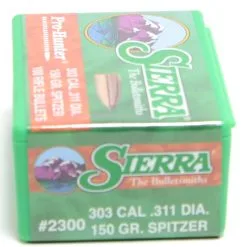 Pro-Hunter
303 CAL .311 DIA.
150 GR. SPITZER
100 RIFLE BULLETS
SIERRA
The Bulletsmiths
SIERRA
The Bulletsmiths
#2300
303 CAL .311 DIA.
150 GR. SPITZER